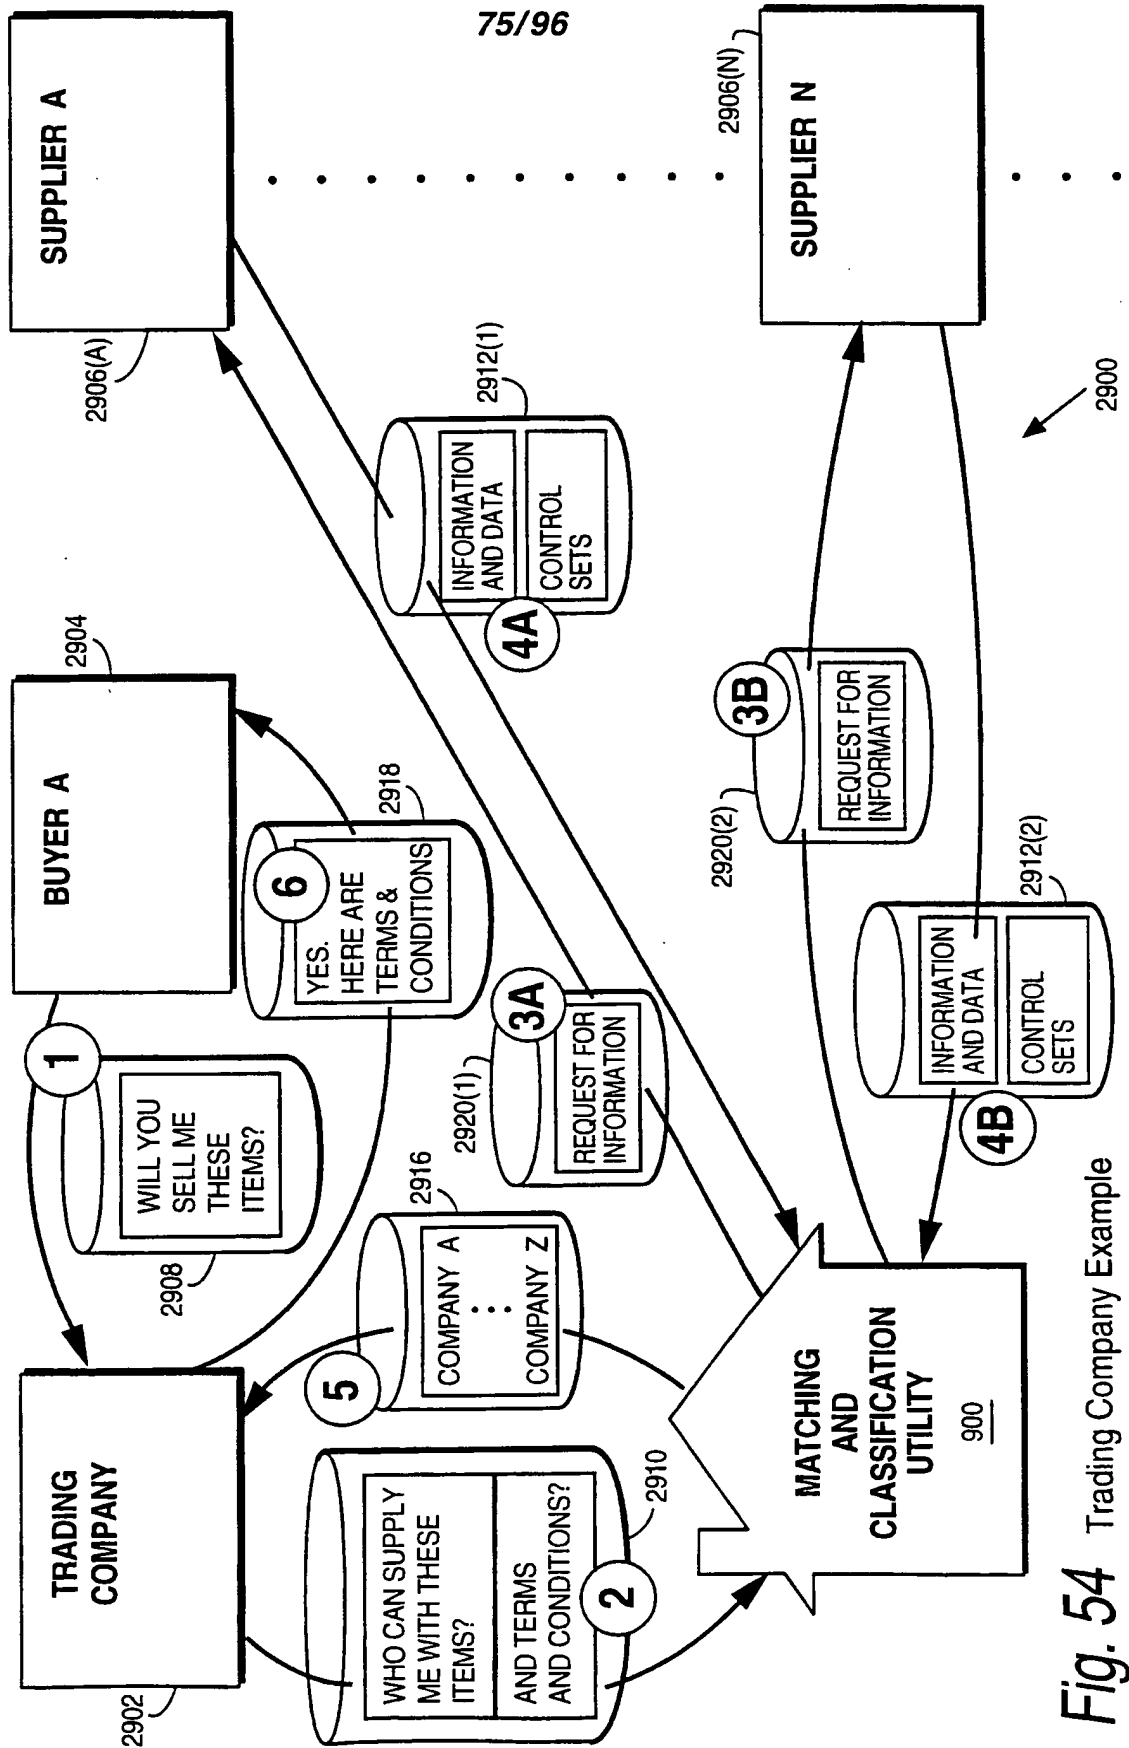 75/96
TRADING
COMPANY
2902
BUYER A
2904
SUPPLIER A
2906(A)
1
WILL YOU
SELL ME
THESE
ITEMS?
2908
6
YES.
HERE ARE
TERMS &
CONDITIONS
2918
5
COMPANY A
COMPANY Z
2916
WHO CAN SUPPLY
ME WITH THESE
ITEMS?
AND TERMS
AND CONDITIONS?
2
2910
2920(1)
3A
REQUEST FOR
INFORMATION
4A
INFORMATION
AND DATA
CONTROL
SETS
2912(1)
MATCHING
AND
CLASSIFICATION
UTILITY
900
2920(2)
3B
REQUEST FOR
INFORMATION
4B
INFORMATION
AND DATA
CONTROL
SETS
2912(2)
SUPPLIER N
2906(N)
2900
Fig. 54 Trading Company Example